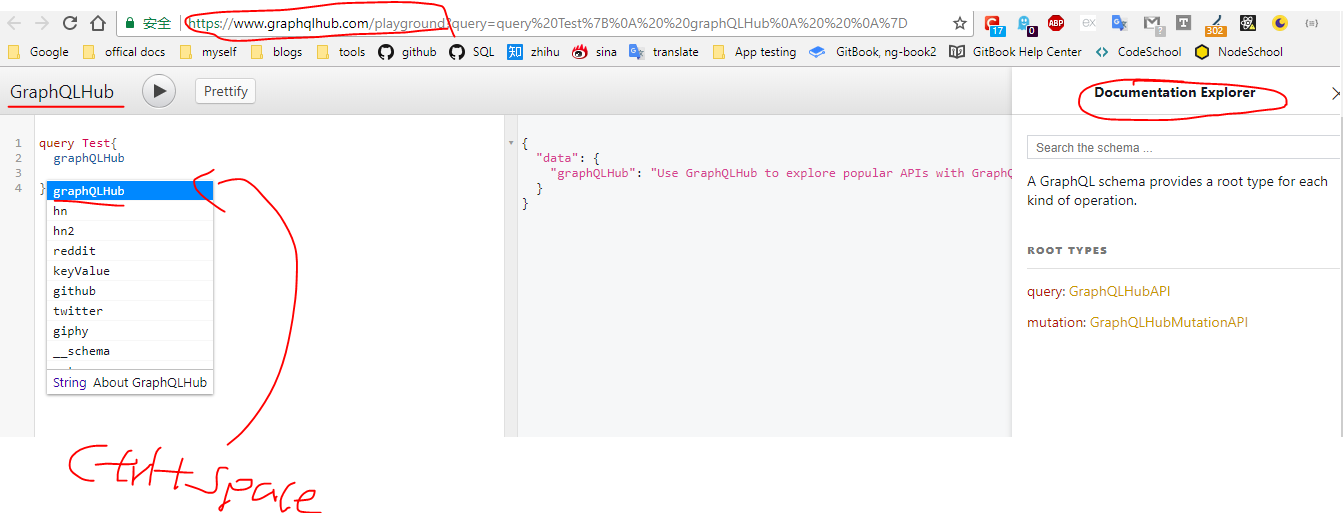 安全 https://www.graphqlhub.com/playground?query=query%20Test%7B%0A%20%20graphQLHub%0A%20%20%0A%7D
17 0 ABP ex ? T 302
Google offical docs myself blogs tools github SQL 知 zhihu sina translate App testing GitBook, ng-book2 GitBook Help Center CodeSchool NodeSchool
GraphQLHub Prettify Documentation Explorer
1 query Test{
2 graphQLHub
3
4 }
graphQLHub
hn
hn2
reddit
keyValue
github
twitter
giphy
__schema
String About GraphQLHub
{
"data": {
"graphQLHub": "Use GraphQLHub to explore popular APIs with GraphQ
}
}
Search the schema ...
A GraphQL schema provides a root type for each
kind of operation.
ROOT TYPES
query: GraphQLHubAPI
mutation: GraphQLHubMutationAPI
Ctrl+space